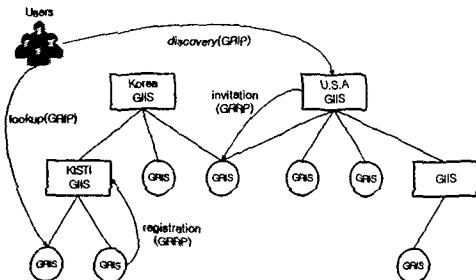 Users
discovery(GRIP)
Korea
GIIS
invitation
(GRRP)
U.S.A
GIIS
lookup(GRIP)
KISTI
GIIS
GRIS
GRIS
GRIS
GRIS
GIIS
registration
(GRRP)
GRIS
GRIS
GRIS